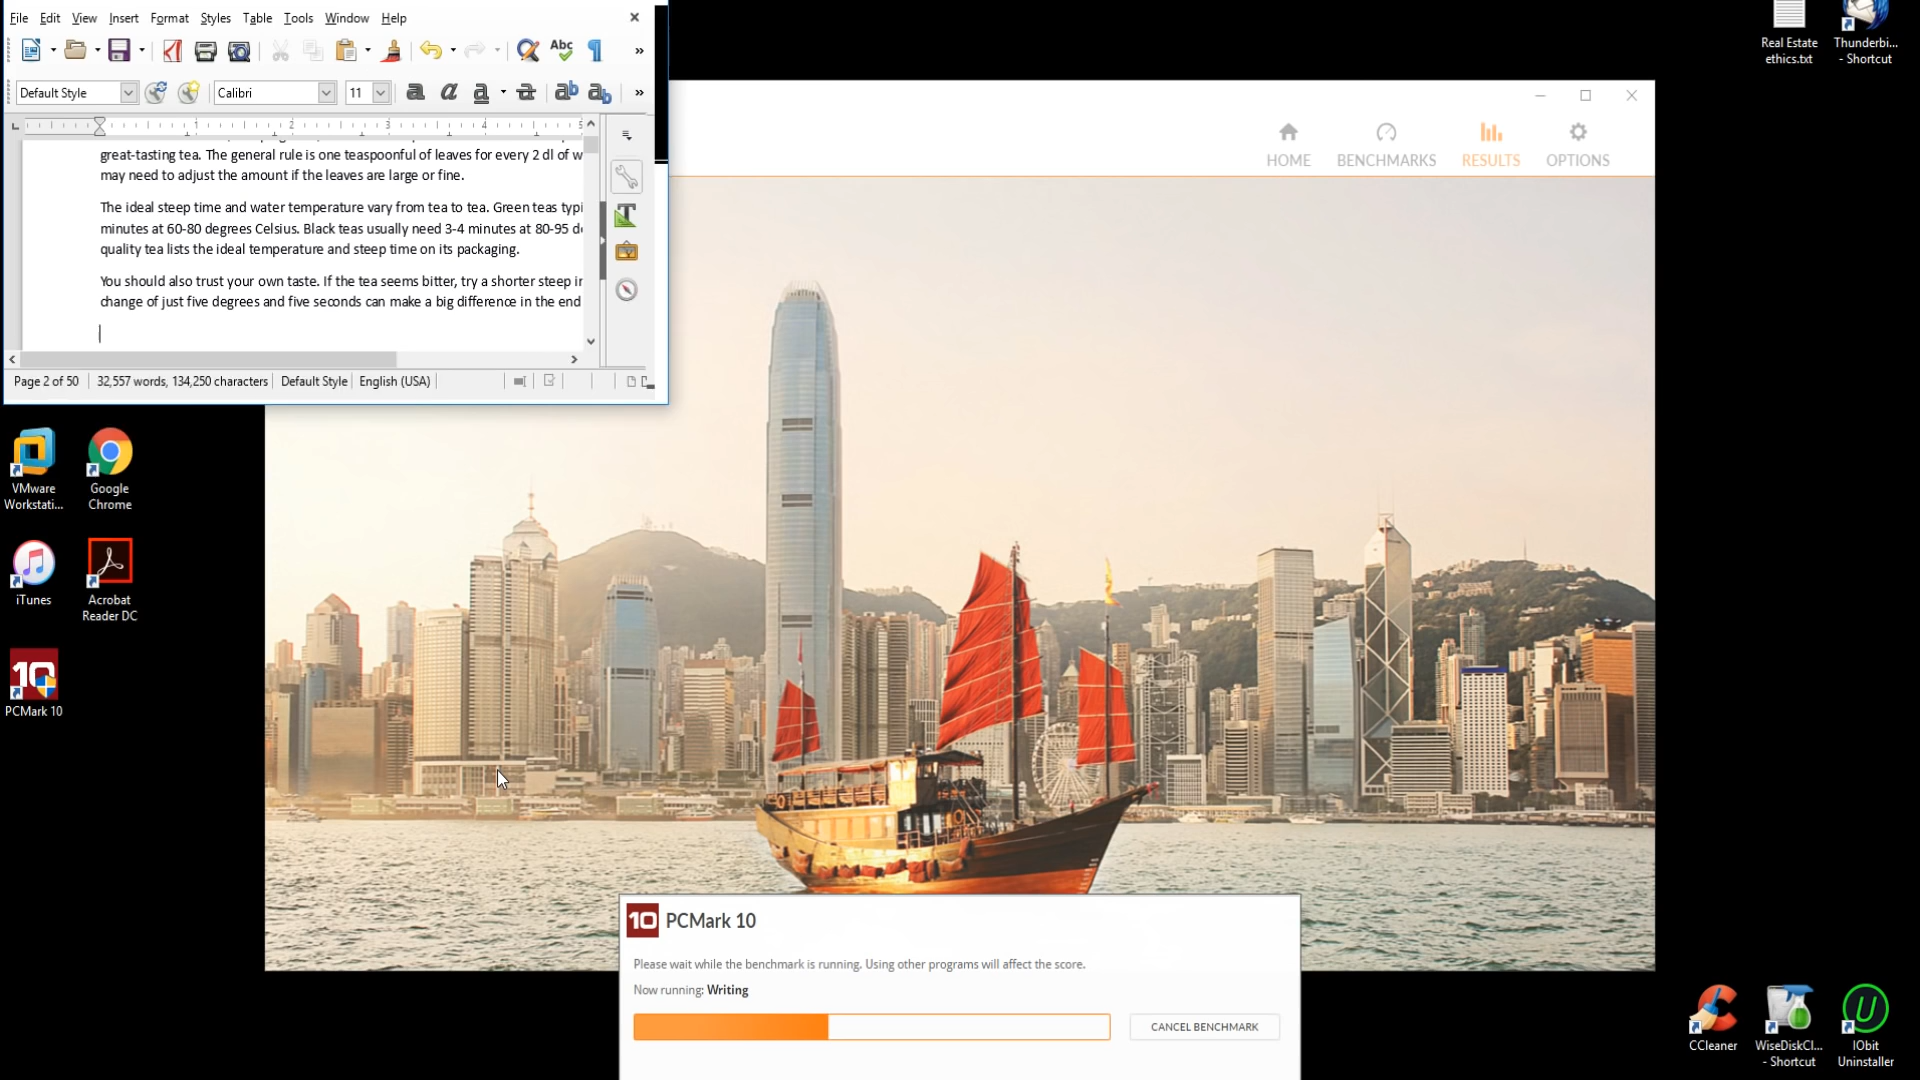 File Edit View Insert Format Styles Table Tools Window Help
Abc
Default Style Calibri 11
1 2 3 4 5
great-tasting tea. The general rule is one teaspoonful of leaves for every 2 dl of w
may need to adjust the amount if the leaves are large or fine.
The ideal steep time and water temperature vary from tea to tea. Green teas typi
minutes at 60-80 degrees Celsius. Black teas usually need 3-4 minutes at 80-95 d
quality tea lists the ideal temperature and steep time on its packaging.
You should also trust your own taste. If the tea seems bitter, try a shorter steep in
change of just five degrees and five seconds can make a big difference in the end
Page 2 of 50 32,557 words, 134,250 characters Default Style English (USA)
Real Estate
ethics.txt
Thunderbi...
- Shortcut
HOME BENCHMARKS RESULTS OPTIONS
VMware
Workstati...
Google
Chrome
iTunes
Acrobat
Reader DC
10
PCMark 10
10 PCMark 10
Please wait while the benchmark is running. Using other programs will affect the score.
Now running: Writing
CANCEL BENCHMARK
CCleaner
WiseDiskCl...
- Shortcut
IObit
Uninstaller